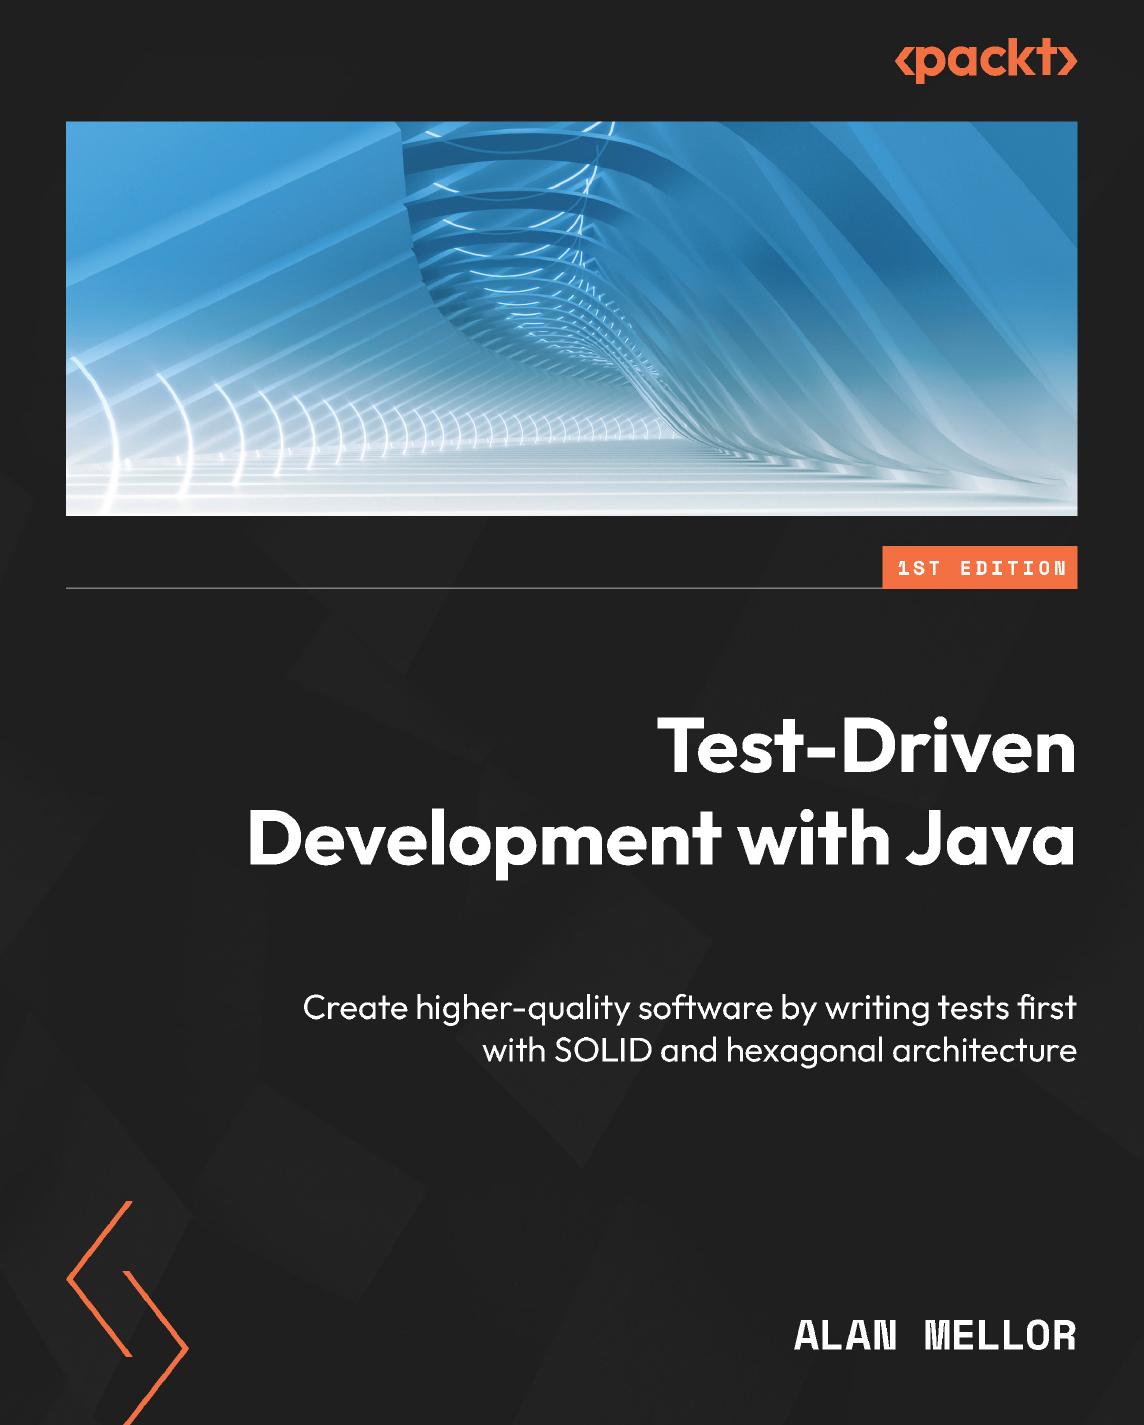 <packt>
1ST EDITION
Test-Driven
Development with Java
Create higher-quality software by writing tests first
with SOLID and hexagonal architecture
ALAN MELLOR